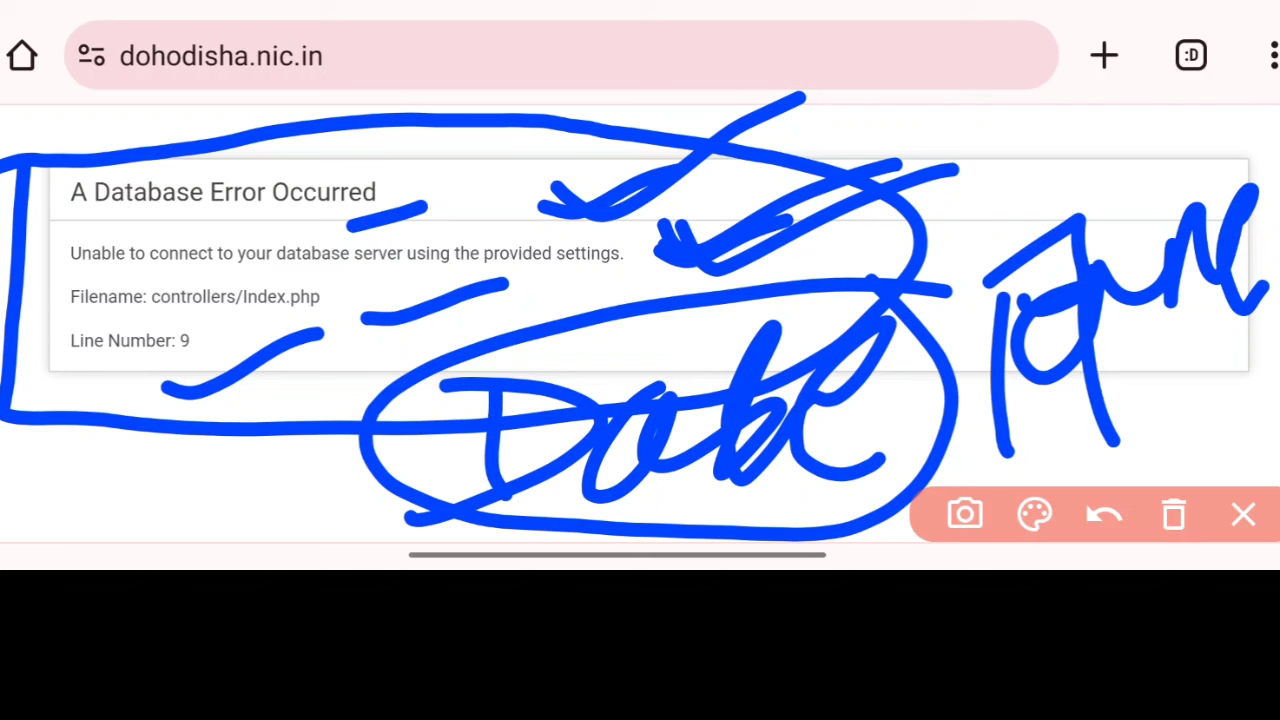 dohodisha.nic.in
:D
A Database Error Occurred
Unable to connect to your database server using the provided settings.
Filename: controllers/Index.php
Line Number: 9